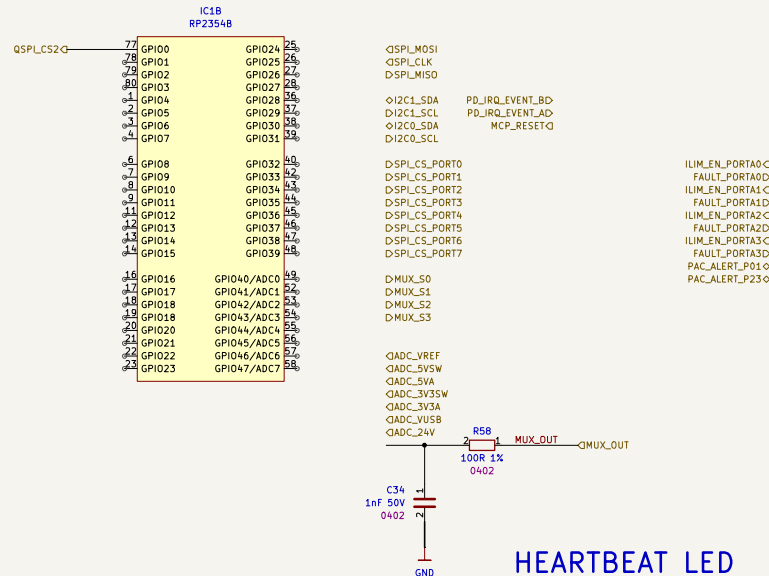 IC1B
RP2354B
QSPI_CS2
77 GPIO0 GPIO24 25 SPI_MOSI
78 GPIO1 GPIO25 26 SPI_CLK
79 GPIO2 GPIO26 27 SPI_MISO
80 GPIO3 GPIO27 28
1 GPIO4 GPIO28 36 I2C1_SDA PD_IRQ_EVENT_B
2 GPIO5 GPIO29 37 I2C1_SCL PD_IRQ_EVENT_A
3 GPIO6 GPIO30 38 I2C0_SDA MCP_RESET
4 GPIO7 GPIO31 39 I2C0_SCL
6 GPIO8 GPIO32 40 SPI_CS_PORT0 ILIM_EN_PORTA0
7 GPIO9 GPIO33 42 SPI_CS_PORT1 FAULT_PORTA0
8 GPIO10 GPIO34 43 SPI_CS_PORT2 ILIM_EN_PORTA1
9 GPIO11 GPIO35 44 SPI_CS_PORT3 FAULT_PORTA1
11 GPIO12 GPIO36 45 SPI_CS_PORT4 ILIM_EN_PORTA2
12 GPIO13 GPIO37 46 SPI_CS_PORT5 FAULT_PORTA2
13 GPIO14 GPIO38 47 SPI_CS_PORT6 ILIM_EN_PORTA3
14 GPIO15 GPIO39 48 SPI_CS_PORT7 FAULT_PORTA3
PAC_ALERT_P01
16 GPIO16 GPIO40/ADC0 49 MUX_S0 PAC_ALERT_P23
17 GPIO17 GPIO41/ADC1 52 MUX_S1
18 GPIO18 GPIO42/ADC2 53 MUX_S2
19 GPIO18 GPIO43/ADC3 54 MUX_S3
20 GPIO20 GPIO44/ADC4 55
21 GPIO21 GPIO45/ADC5 56
22 GPIO22 GPIO46/ADC6 57 ADC_VREF
23 GPIO23 GPIO47/ADC7 58 ADC_5VSW
ADC_5VA
ADC_3V3SW
ADC_3V3A
ADC_VUSB
ADC_24V
R58
2 1 MUX_OUT MUX_OUT
100R 1%
0402
C34 1
1nF 50V
0402 2
GND
HEARTBEAT LED